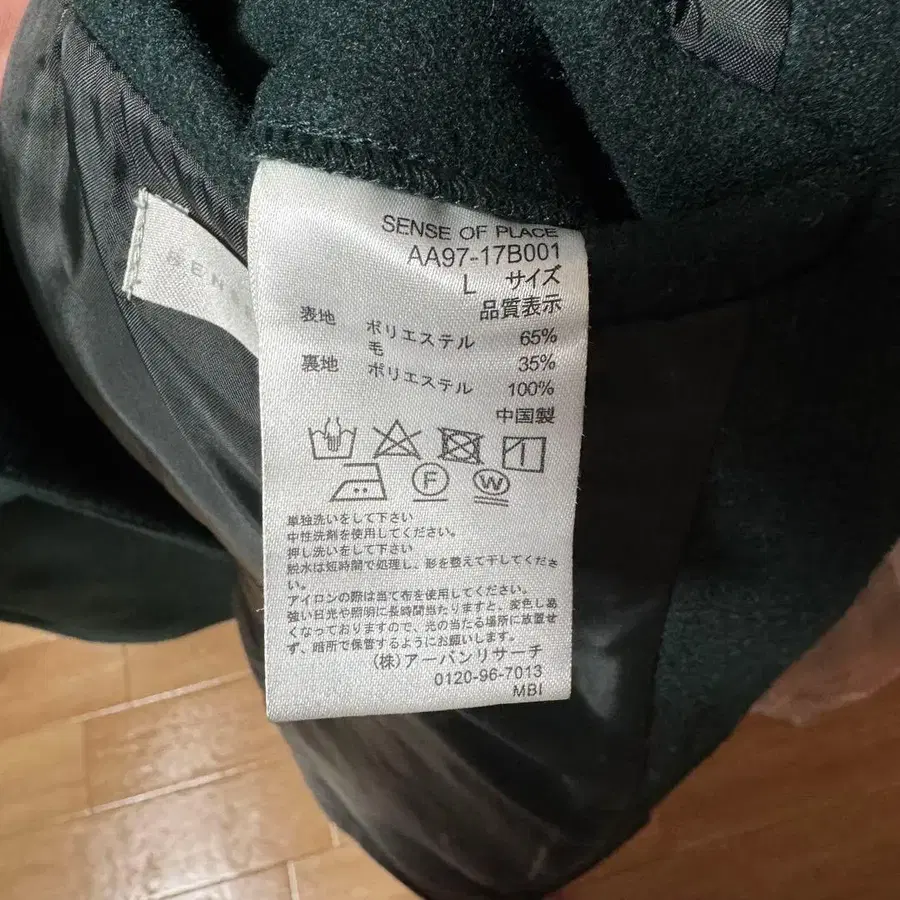 SENSE OF PLACE
AA97-17B001
L サイズ
品質表示
表地 ポリエステル 65%
毛 35%
裏地 ポリエステル 100%
中国製
F W
単独洗いをして下さい
中性洗剤を使用してください。
押し洗いをして下さい
脱水は短時間で処理し、形を整えて干してくださ
い。
アイロンの際は当て布を使用してください。
強い日光や照明に長時間当たりますと、変色し易
くなっておりますので、光の当たる場所に放置せ
ず、暗所で保管するようにお願いします。
(株)アーバンリサーチ
0120-96-7013
MBI
SENS